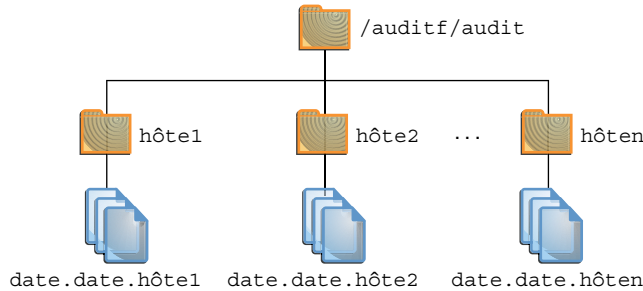 /auditf/audit
hôte1
hôte2
...
hôten
date.date.hôte1
date.date.hôte2
date.date.hôten